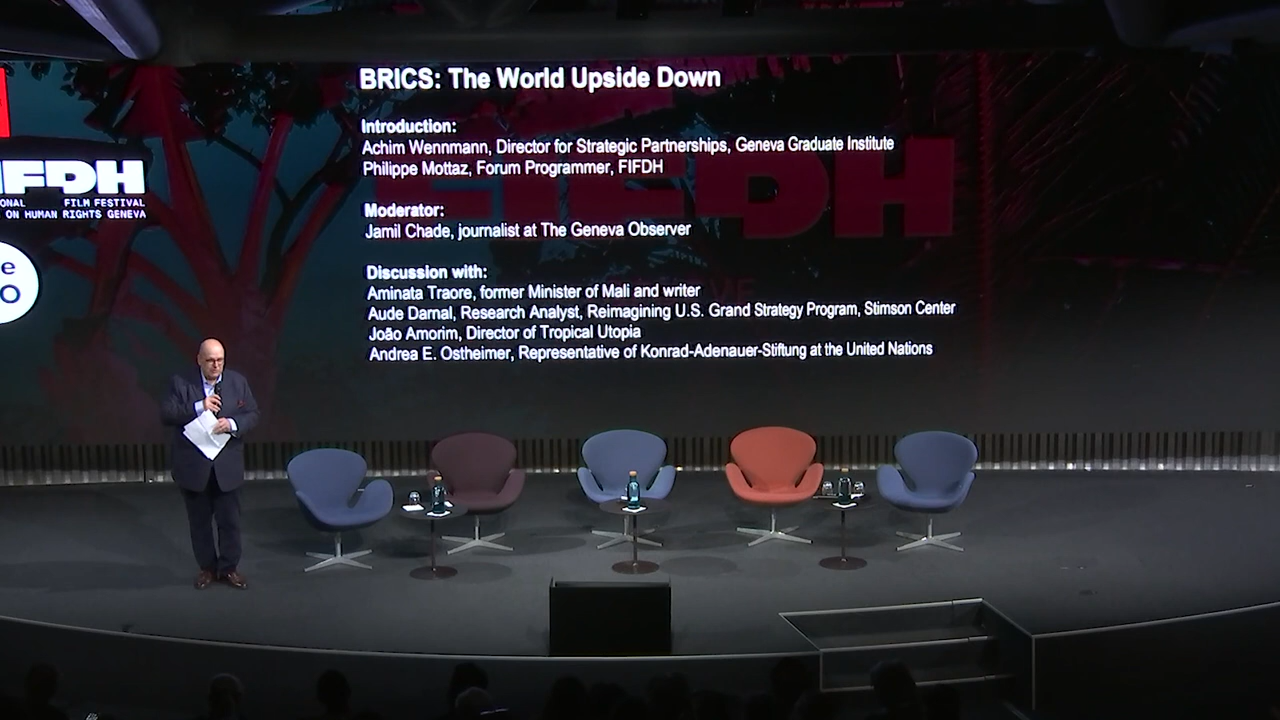 BRICS: The World Upside Down
Introduction:
Achim Wennmann, Director for Strategic Partnerships, Geneva Graduate Institute
Philippe Mottaz, Forum Programmer, FIFDH
Moderator:
Jamil Chade, journalist at The Geneva Observer
Discussion with:
Aminata Traore, former Minister of Mali and writer
Aude Darnal, Research Analyst, Reimagining U.S. Grand Strategy Program, Stimson Center
João Amorim, Director of Tropical Utopia
Andrea E. Ostheimer, Representative of Konrad-Adenauer-Stiftung at the United Nations
IFDH
ONAL FILM FESTIVAL
ON HUMAN RIGHTS GENEVA
e
O
FIFDH